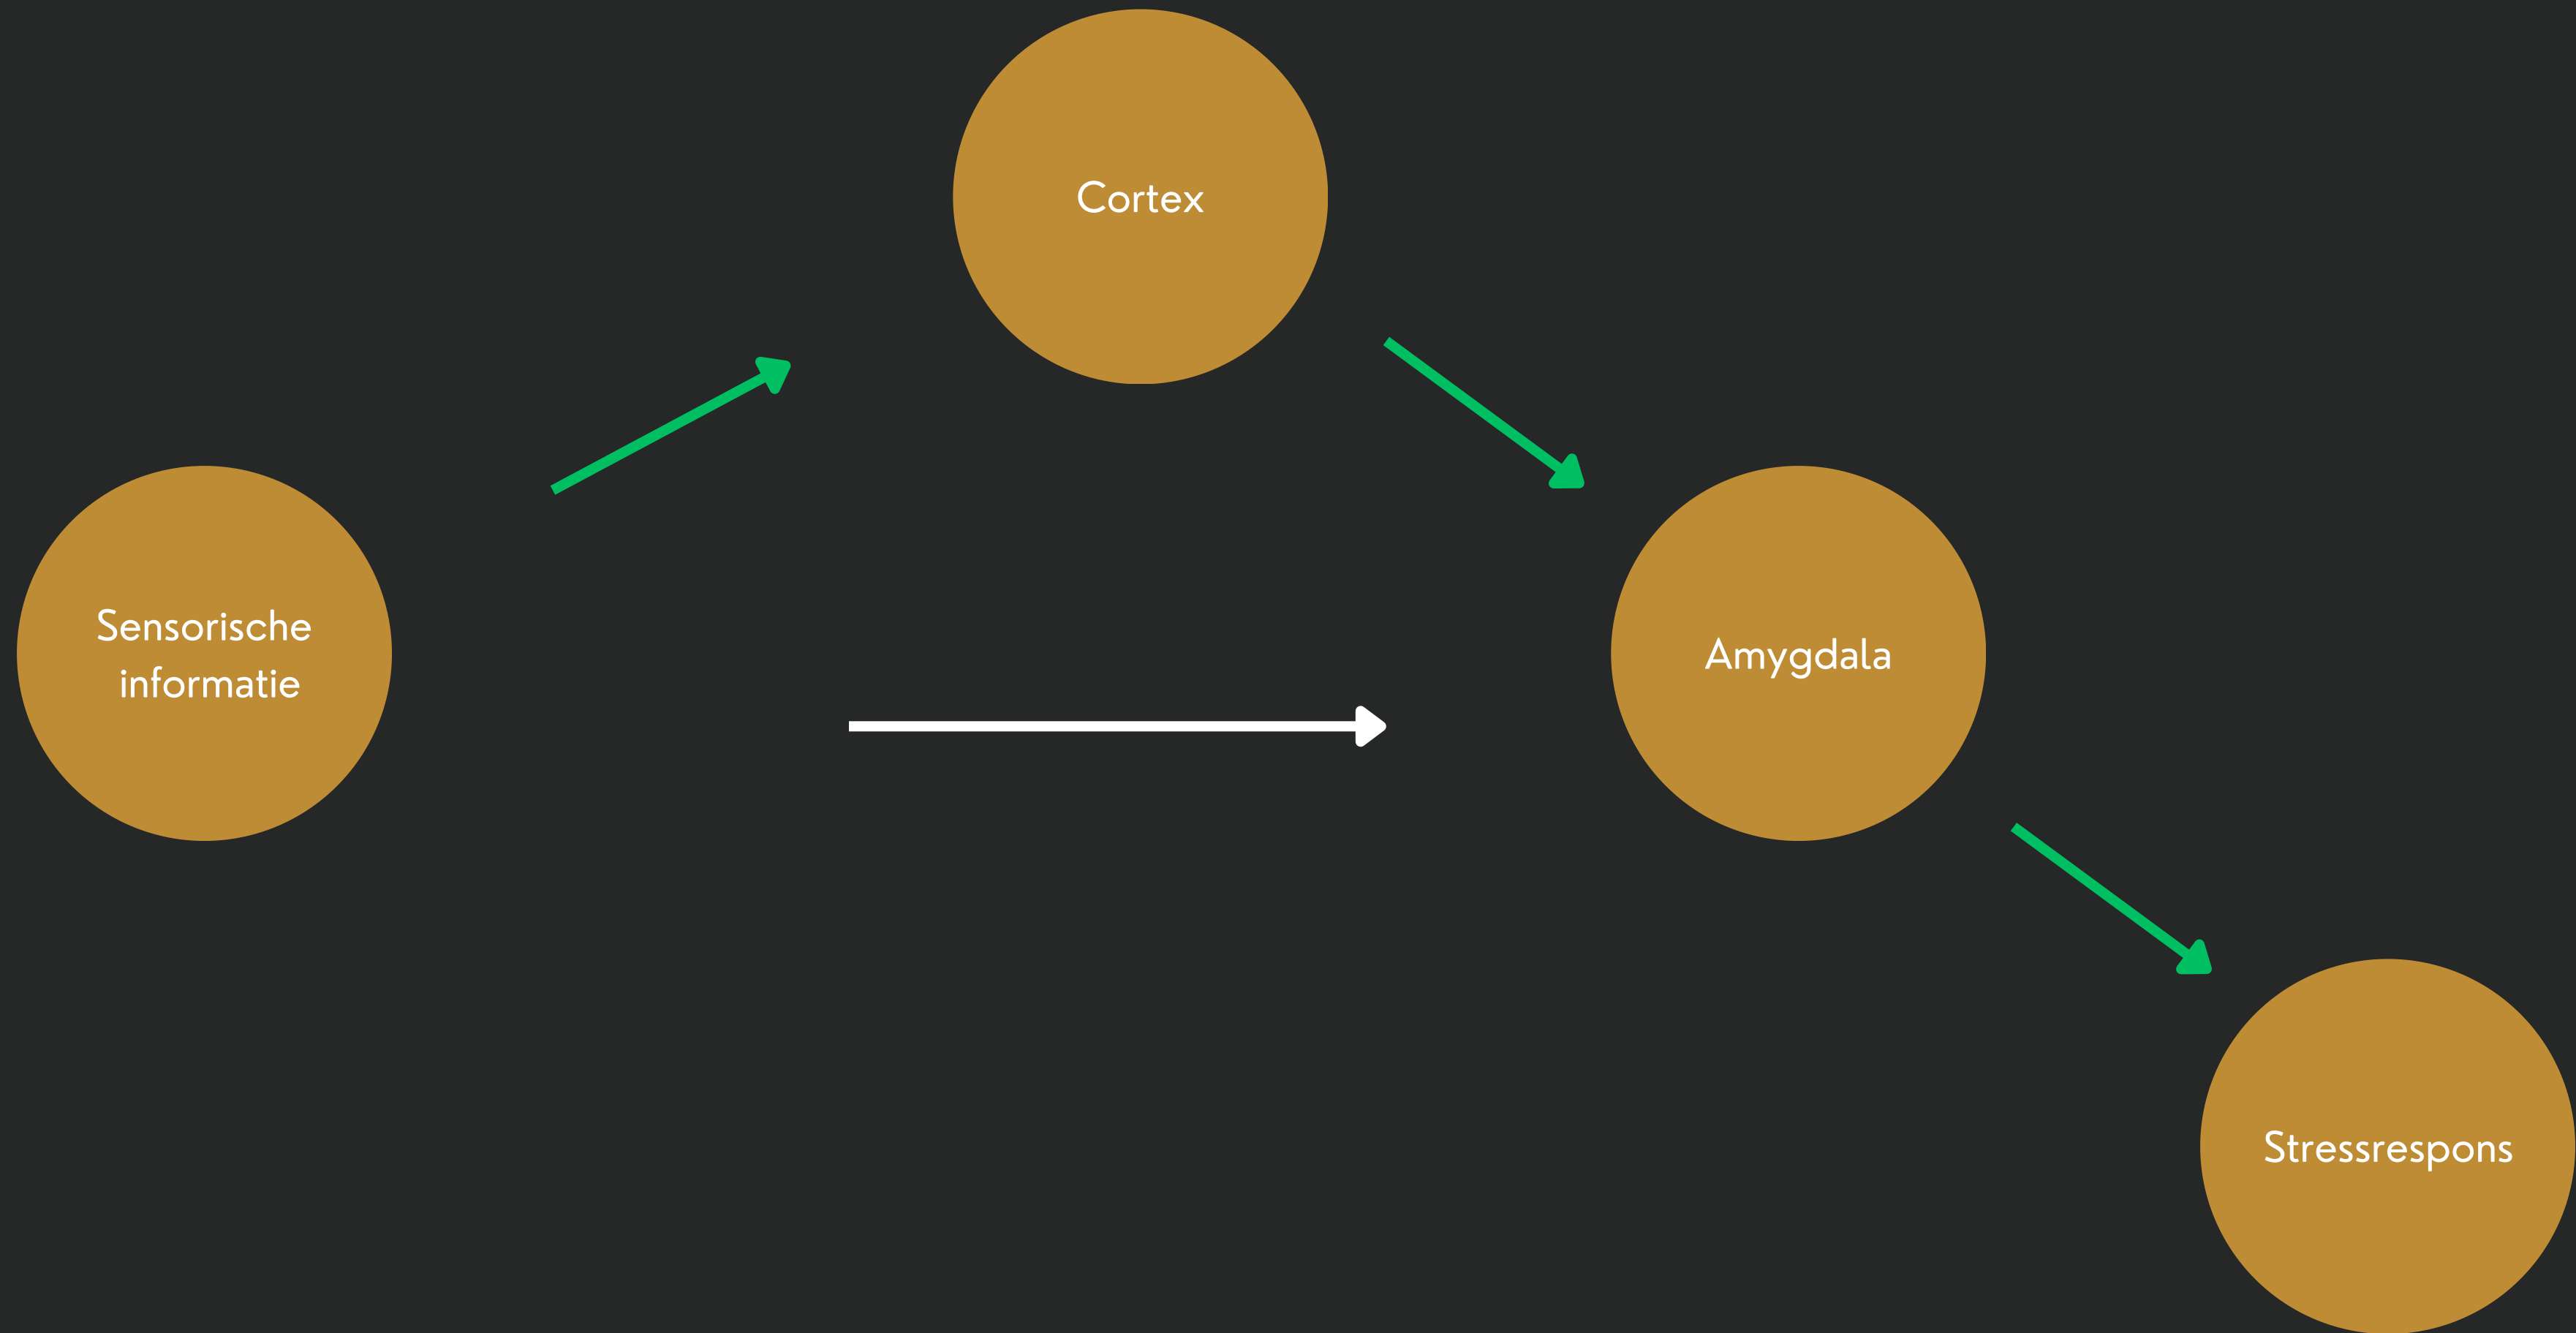 Cortex
Sensorische
informatie
Amygdala
Stressrespons